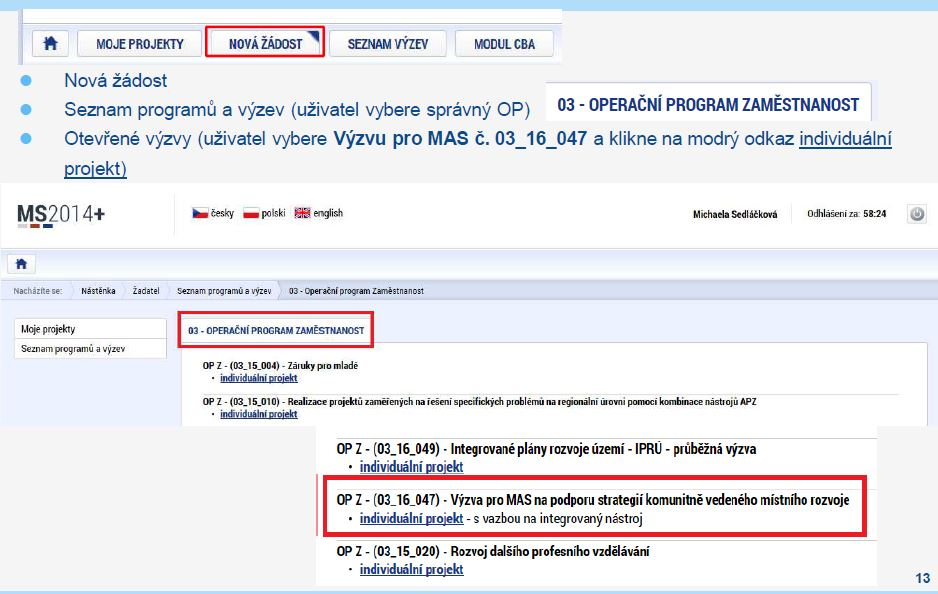 MOJE PROJEKTY NOVÁ ŽÁDOST SEZNAM VÝZEV MODUL CBA
Nová žádost
Seznam programů a výzev (uživatel vybere správný OP)
03 - OPERAČNÍ PROGRAM ZAMĚSTNANOST
Otevřené výzvy (uživatel vybere Výzvu pro MAS č. 03_16_047 a klikne na modrý odkaz individuální
projekt)
MS2014+ česky polski english Michaela Sedláčková Odhlášení za: 58:24
Nacházíte se: Nástěnka Žadatel Seznam programů a výzev 03 - Operační program Zaměstnanost
Moje projekty
Seznam programů a výzev
03 - OPERAČNÍ PROGRAM ZAMĚSTNANOST
OP Z - (03_15_004) - Záruky pro mladé
individuální projekt
OP Z - (03_15_010) - Realizace projektů zaměřených na řešení specifických problémů na regionální úrovni pomocí kombinace nástrojů APZ
individuální projekt
OP Z - (03_16_049) - Integrované plány rozvoje území - IPRÚ - průběžná výzva
individuální projekt
OP Z - (03_16_047) - Výzva pro MAS na podporu strategií komunitně vedeného místního rozvoje
individuální projekt - s vazbou na integrovaný nástroj
OP Z - (03_15_020) - Rozvoj dalšího profesního vzdělávání
individuální projekt
13